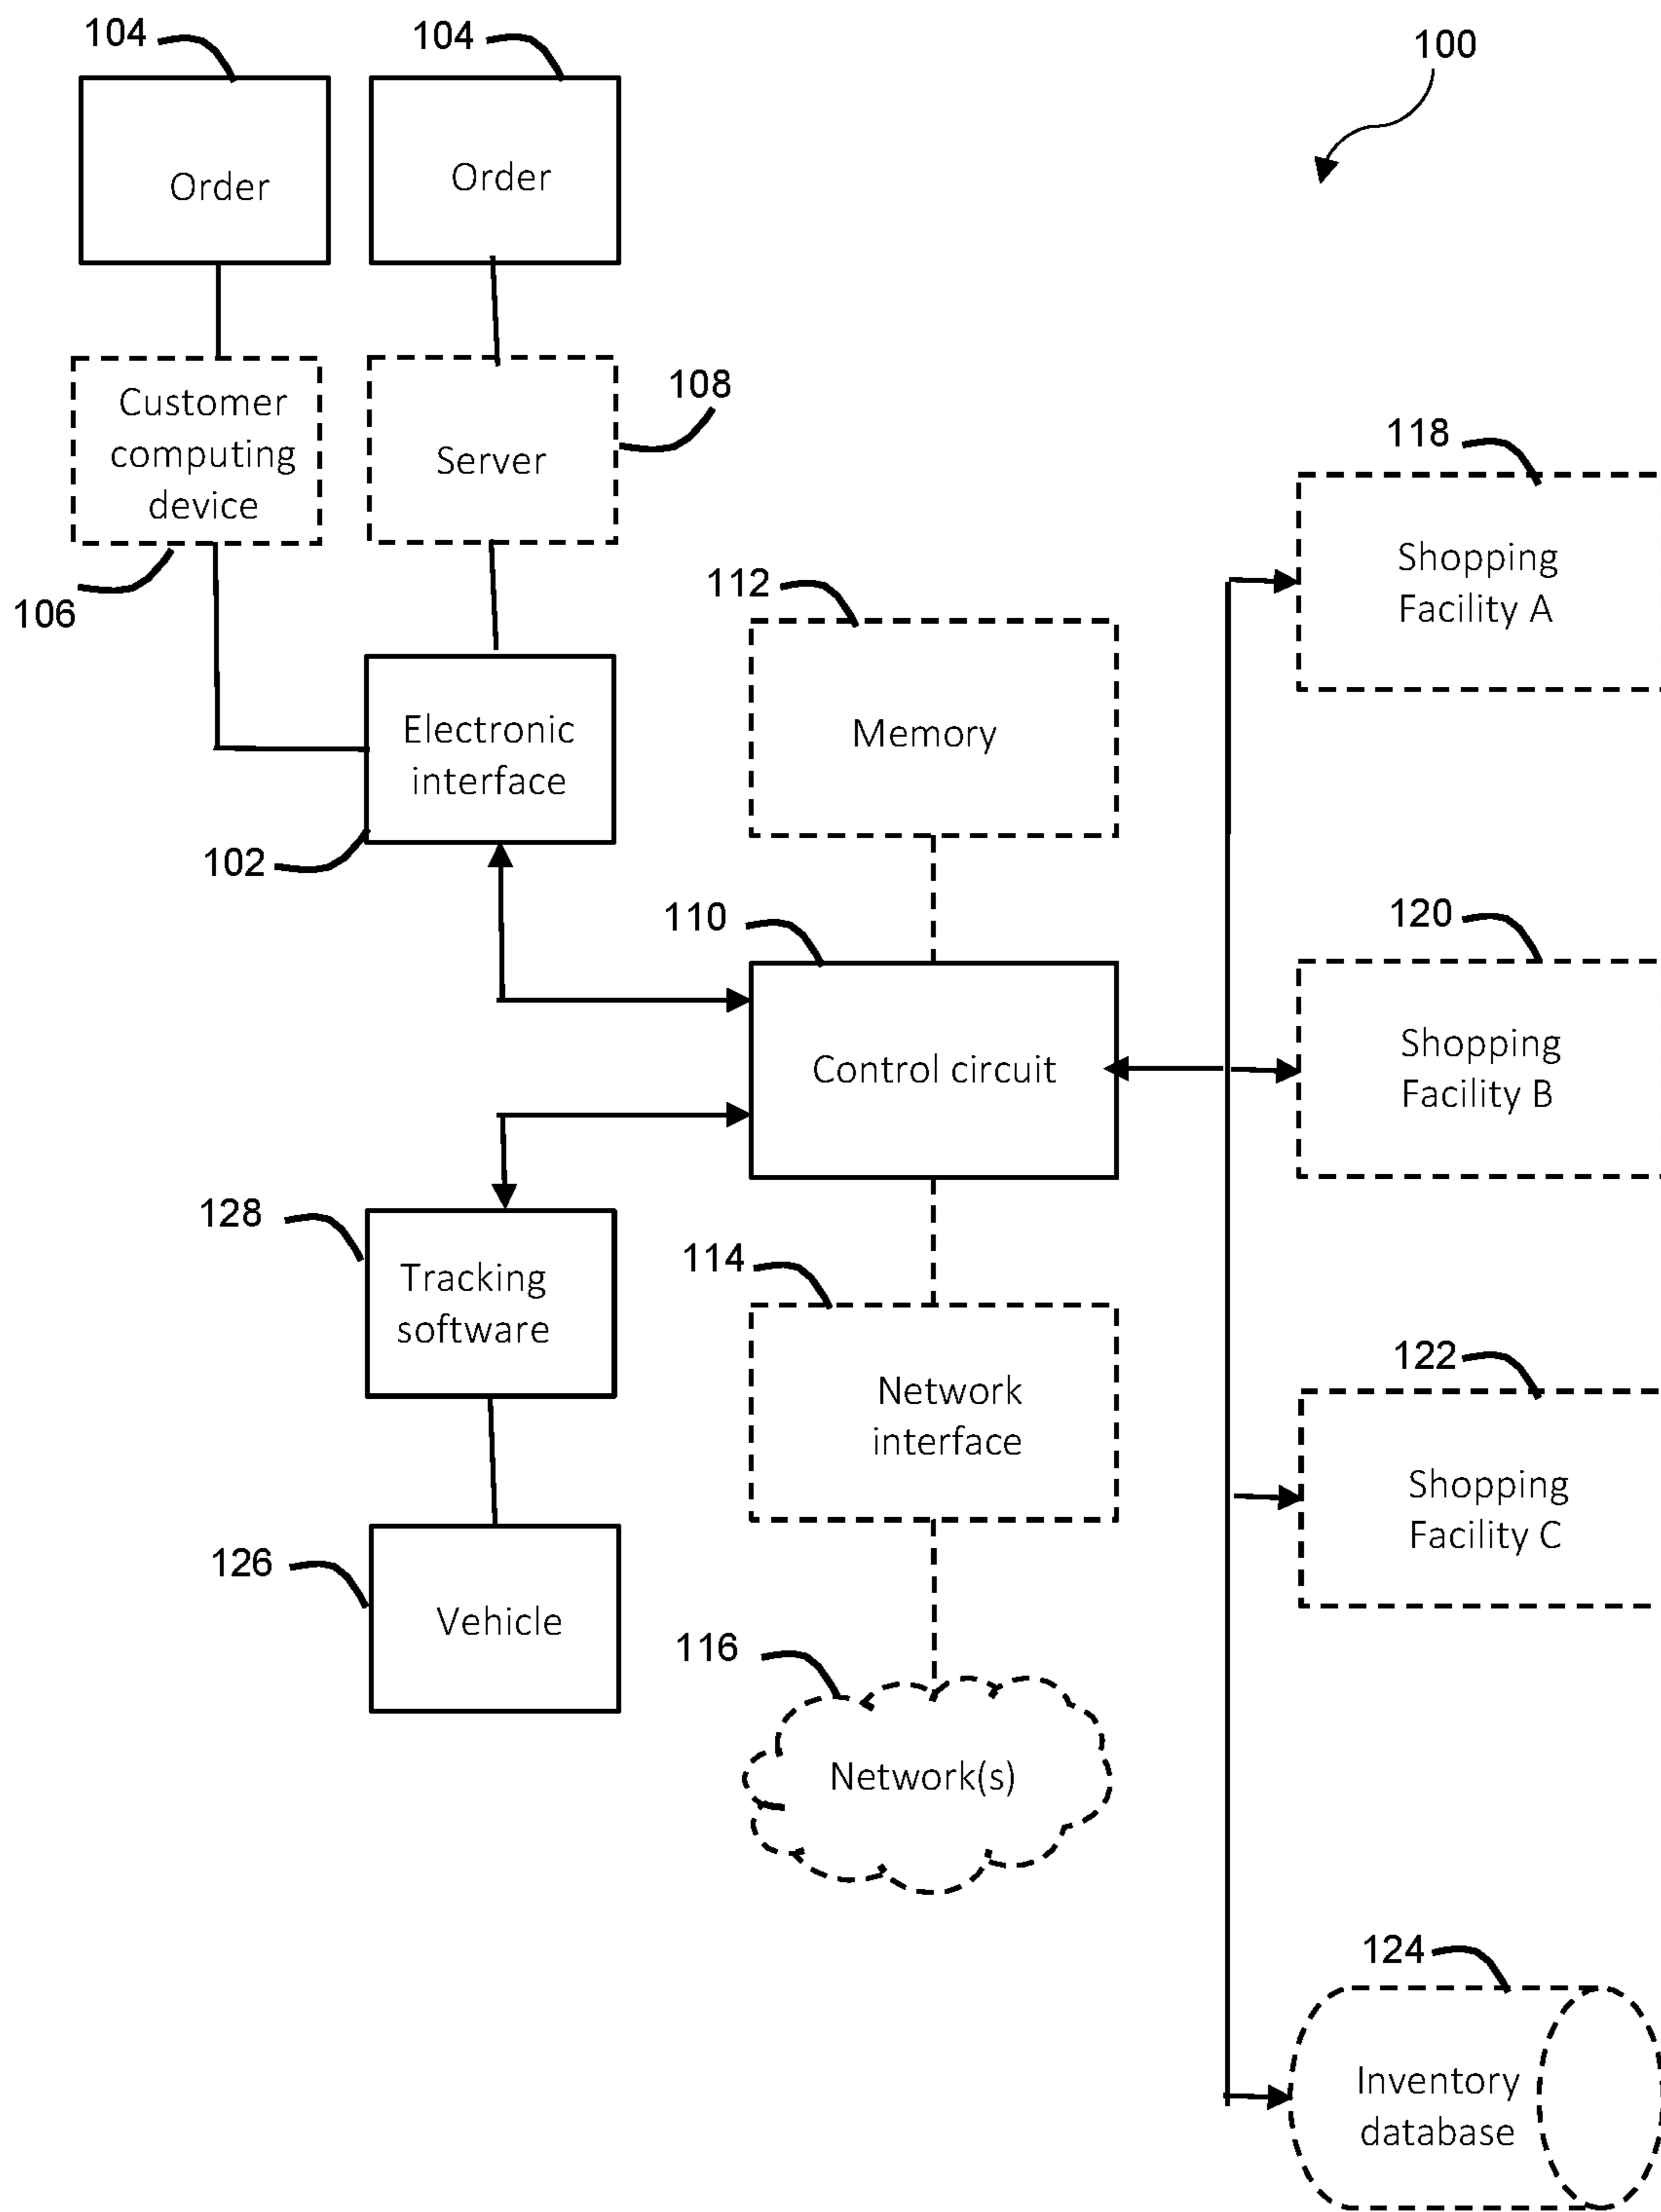 104
104
100
Order
Order
Customer
computing
device
108
Server
106
118
Shopping
Facility A
112
Memory
Electronic
interface
102
110
120
Control circuit
Shopping
Facility B
128
Tracking
software
114
Network
interface
122
Shopping
Facility C
126
Vehicle
116
Network(s)
124
Inventory
database